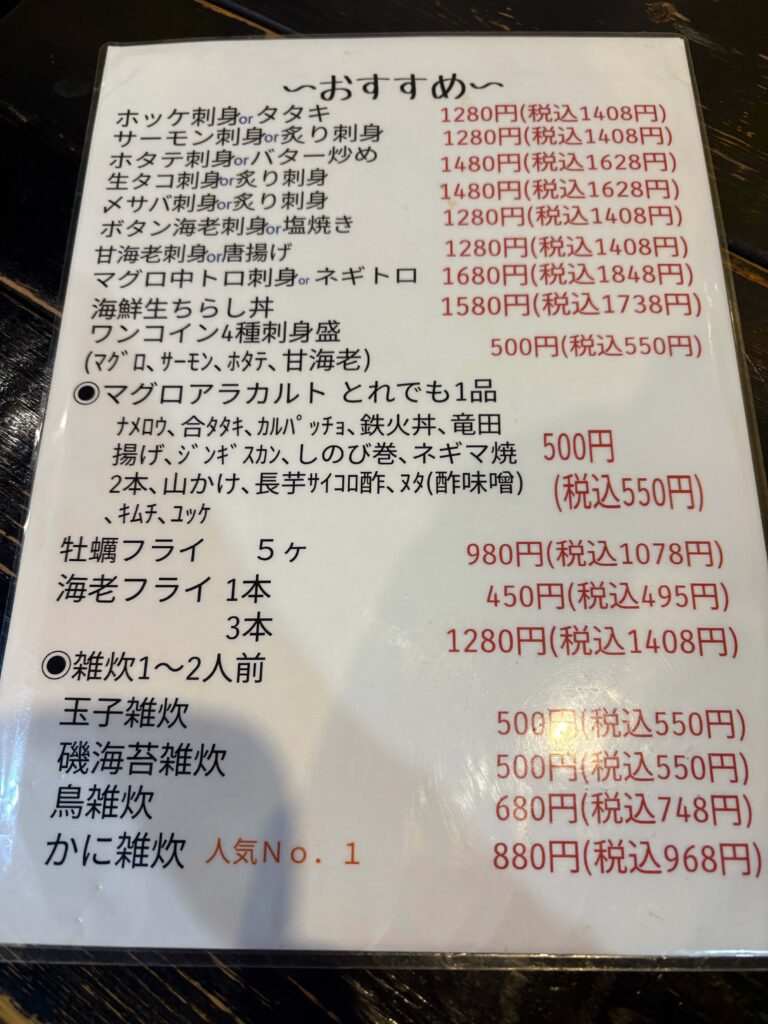 ～おすすめ～
ホッケ刺身orタタキ 1280円(税込1408円)
サーモン刺身or炙り刺身 1280円(税込1408円)
ホタテ刺身orバター炒め 1480円(税込1628円)
生タコ刺身or炙り刺身 1480円(税込1628円)
〆サバ刺身or炙り刺身 1280円(税込1408円)
ボタン海老刺身or塩焼き
甘海老刺身or唐揚げ 1280円(税込1408円)
マグロ中トロ刺身orネギトロ 1680円(税込1848円)
海鮮生ちらし丼 1580円(税込1738円)
ワンコイン4種刺身盛 500円(税込550円)
(ﾏｸﾞﾛ、ｻｰﾓﾝ、ﾎﾀﾃ、甘海老)
◉マグロアラカルト とれでも1品
ﾅﾒﾛｳ、合タタキ、ｶﾙﾊﾟｯﾁｮ、鉄火丼、竜田
揚げ、ｼﾞﾝｷﾞｽｶﾝ、しのび巻、ネギマ焼 500円
2本、山かけ、長芋ｻｲｺﾛ酢、ﾇﾀ(酢味噌) (税込550円)
、ｷﾑﾁ、ﾕｯｹ
牡蠣フライ ５ヶ 980円(税込1078円)
海老フライ 1本 450円(税込495円)
3本 1280円(税込1408円)
◉雑炊1～2人前
玉子雑炊 500円(税込550円)
磯海苔雑炊 500円(税込550円)
鳥雑炊 680円(税込748円)
かに雑炊 人気Ｎｏ．１ 880円(税込968円)